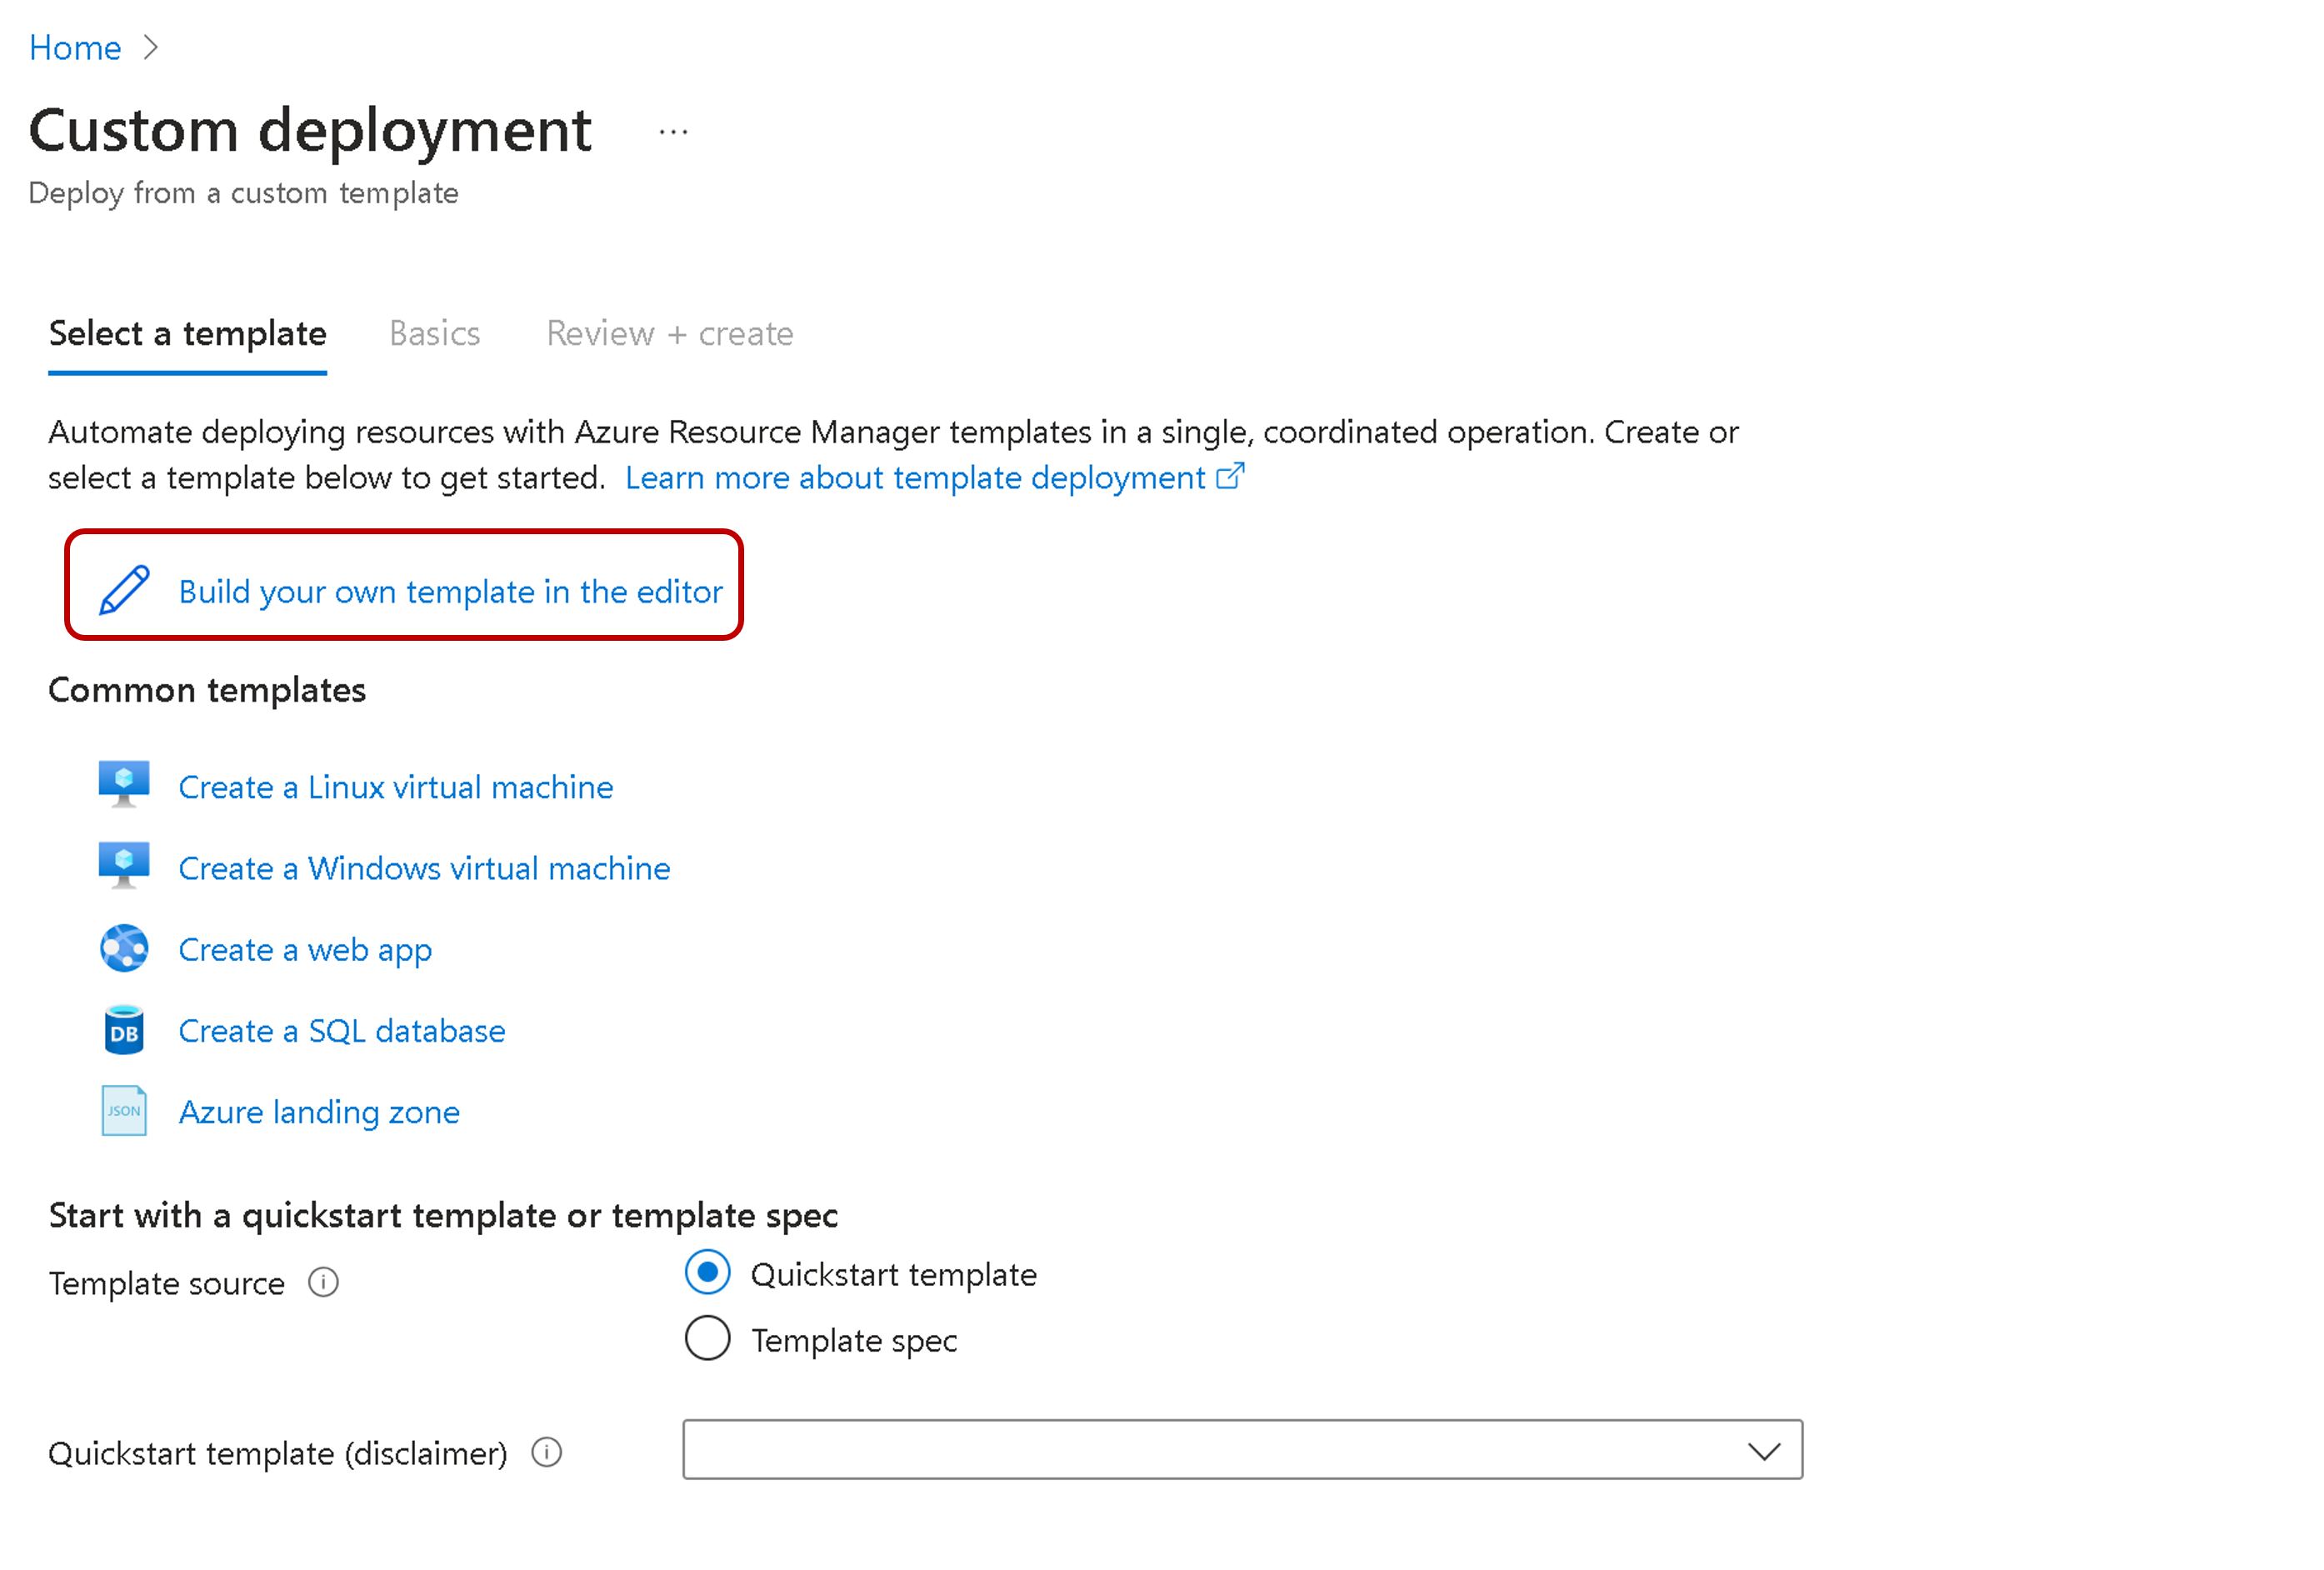 Home
Custom deployment ...
Deploy from a custom template
Select a template Basics Review + create
Automate deploying resources with Azure Resource Manager templates in a single, coordinated operation. Create or
select a template below to get started. Learn more about template deployment
Build your own template in the editor
Common templates
Create a Linux virtual machine
Create a Windows virtual machine
Create a web app
DB Create a SQL database
JSON Azure landing zone
Start with a quickstart template or template spec
Template source Quickstart template
Template spec
Quickstart template (disclaimer)